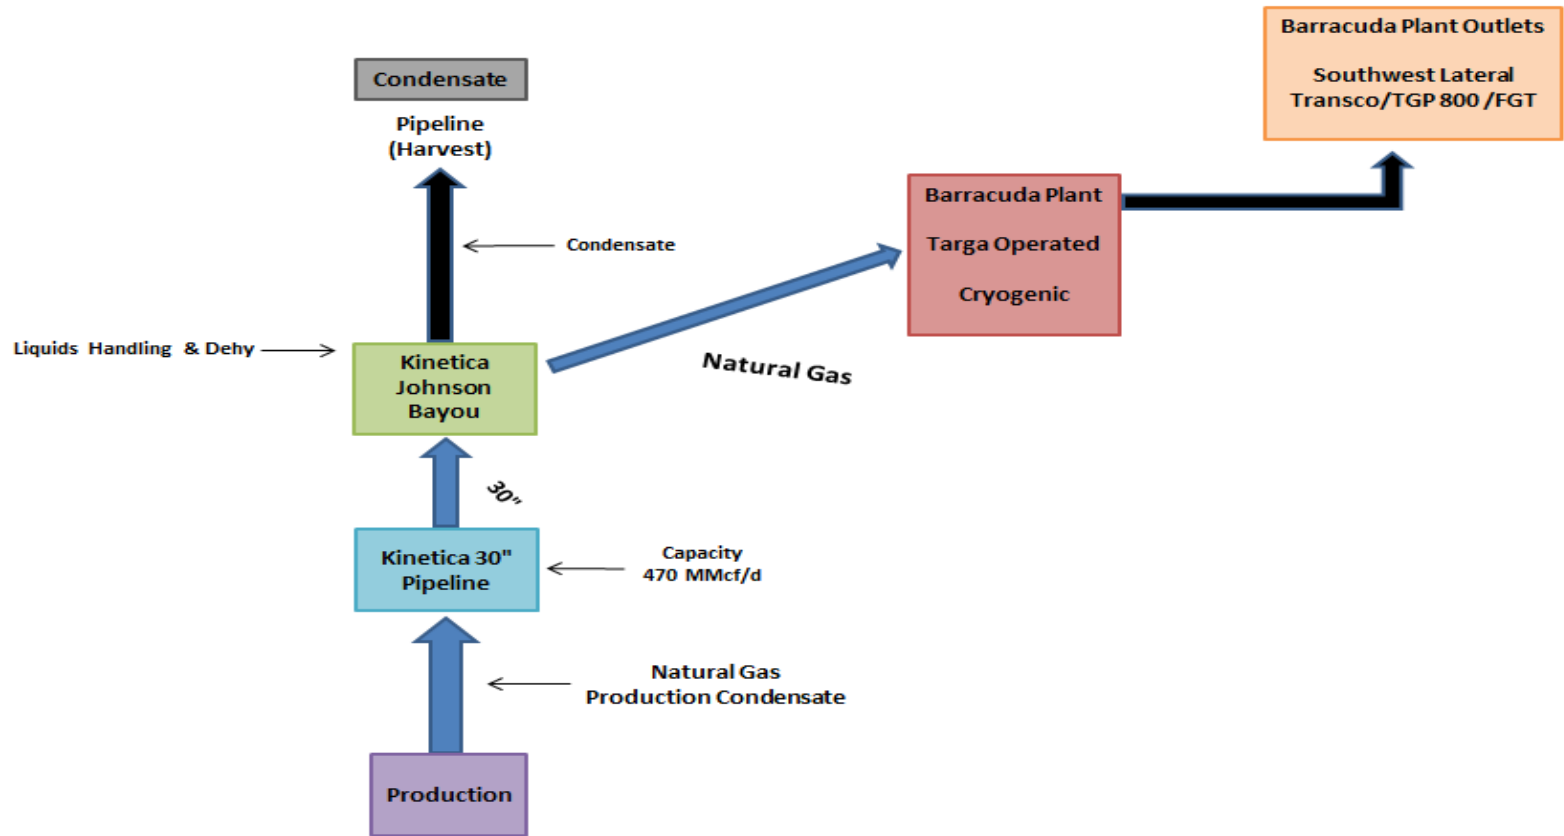 Barracuda Plant Outlets
Southwest Lateral
Transco/TGP 800 /FGT
Condensate
Pipeline
(Harvest)
Barracuda Plant
Targa Operated
Cryogenic
Condensate
Liquids Handling & Dehy
Kinetica
Johnson
Bayou
Natural Gas
30"
Kinetica 30"
Pipeline
Capacity
470 MMcf/d
Natural Gas
Production Condensate
Production